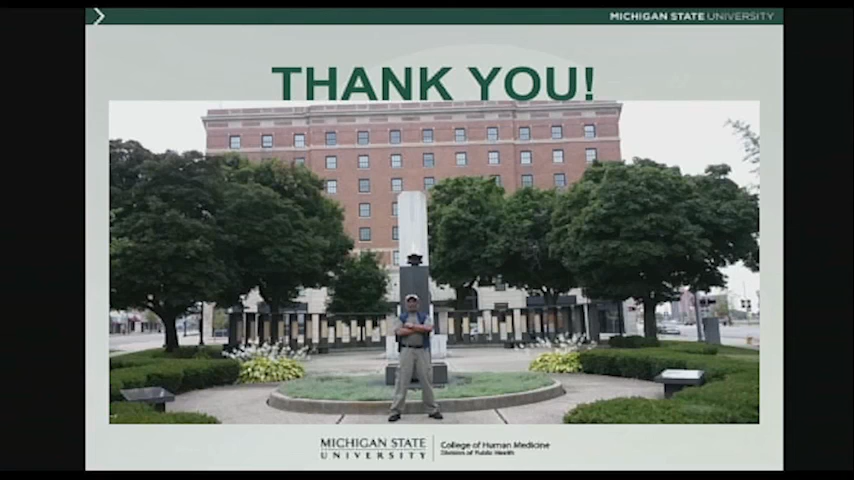 MICHIGAN STATE UNIVERSITY
THANK YOU!
MICHIGAN STATE
UNIVERSITY
College of Human Medicine
Division of Public Health